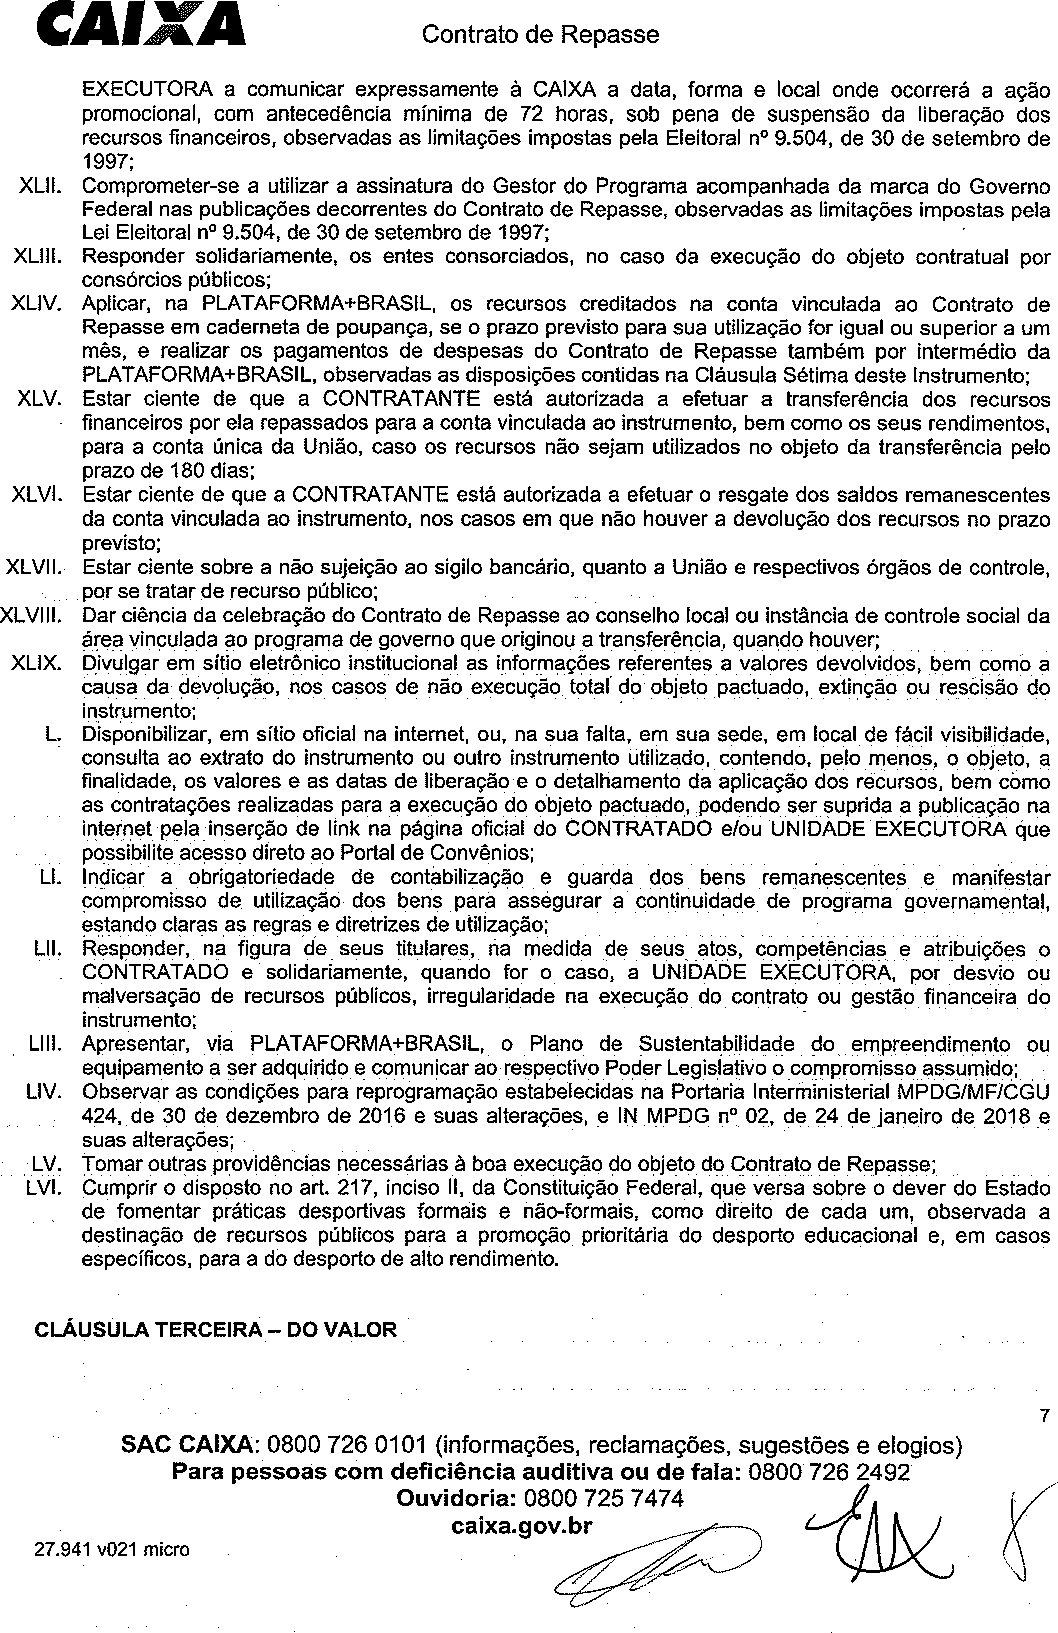 CAIXA
Contrato de Repasse
EXECUTORA a comunicar expressamente à CAIXA a data, forma e local onde ocorrerá a ação
promocional, com antecedência mínima de 72 horas, sob pena de suspensão da liberação dos
recursos financeiros, observadas as limitações impostas pela Eleitoral nº 9.504, de 30 de setembro de
1997;
XLII. Comprometer-se a utilizar a assinatura do Gestor do Programa acompanhada da marca do Governo
Federal nas publicações decorrentes do Contrato de Repasse, observadas as limitações impostas pela
Lei Eleitoral nº 9.504, de 30 de setembro de 1997;
XLIII. Responder solidariamente, os entes consorciados, no caso da execução do objeto contratual por
consórcios públicos;
XLIV. Aplicar, na PLATAFORMA+BRASIL, os recursos creditados na conta vinculada ao Contrato de
Repasse em caderneta de poupança, se o prazo previsto para sua utilização for igual ou superior a um
mês, e realizar os pagamentos de despesas do Contrato de Repasse também por intermédio da
PLATAFORMA+BRASIL, observadas as disposições contidas na Cláusula Sétima deste Instrumento;
XLV. Estar ciente de que a CONTRATANTE está autorizada a efetuar a transferência dos recursos
financeiros por ela repassados para a conta vinculada ao instrumento, bem como os seus rendimentos,
para a conta única da União, caso os recursos não sejam utilizados no objeto da transferência pelo
prazo de 180 dias;
XLVI. Estar ciente de que a CONTRATANTE está autorizada a efetuar o resgate dos saldos remanescentes
da conta vinculada ao instrumento, nos casos em que não houver a devolução dos recursos no prazo
previsto;
XLVII. Estar ciente sobre a não sujeição ao sigilo bancário, quanto a União e respectivos órgãos de controle,
por se tratar de recurso público;
XLVIII. Dar ciência da celebração do Contrato de Repasse ao conselho local ou instância de controle social da
área vinculada ao programa de governo que originou a transferência, quando houver;
XLIX. Divulgar em sítio eletrônico institucional as informações referentes a valores devolvidos, bem como a
causa da devolução, nos casos de não execução total do objeto pactuado, extinção ou rescisão do
instrumento;
L. Disponibilizar, em sítio oficial na internet, ou, na sua falta, em sua sede, em local de fácil visibilidade,
consulta ao extrato do instrumento ou outro instrumento utilizado, contendo, pelo menos, o objeto, a
finalidade, os valores e as datas de liberação e o detalhamento da aplicação dos recursos, bem como
as contratações realizadas para a execução do objeto pactuado, podendo ser suprida a publicação na
internet pela inserção de link na página oficial do CONTRATADO e/ou UNIDADE EXECUTORA que
possibilite acesso direto ao Portal de Convênios;
LI. Indicar a obrigatoriedade de contabilização e guarda dos bens remanescentes e manifestar
compromisso de utilização dos bens para assegurar a continuidade de programa governamental,
estando claras as regras e diretrizes de utilização;
LII. Responder, na figura de seus titulares, na medida de seus atos, competências e atribuições o
CONTRATADO e solidariamente, quando for o caso, a UNIDADE EXECUTORA, por desvio ou
malversação de recursos públicos, irregularidade na execução do contrato ou gestão financeira do
instrumento;
LIII. Apresentar, via PLATAFORMA+BRASIL, o Plano de Sustentabilidade do empreendimento ou
equipamento a ser adquirido e comunicar ao respectivo Poder Legislativo o compromisso assumido;
LIV. Observar as condições para reprogramação estabelecidas na Portaria Interministerial MPDG/MF/CGU
424, de 30 de dezembro de 2016 e suas alterações, e IN MPDG nº 02, de 24 de janeiro de 2018 e
suas alterações;
LV. Tomar outras providências necessárias à boa execução do objeto do Contrato de Repasse;
LVI. Cumprir o disposto no art. 217, inciso II, da Constituição Federal, que versa sobre o dever do Estado
de fomentar práticas desportivas formais e não-formais, como direito de cada um, observada a
destinação de recursos públicos para a promoção prioritária do desporto educacional e, em casos
específicos, para a do desporto de alto rendimento.
CLÁUSULA TERCEIRA – DO VALOR
7
SAC CAIXA: 0800 726 0101 (informações, reclamações, sugestões e elogios)
Para pessoas com deficiência auditiva ou de fala: 0800 726 2492
Ouvidoria: 0800 725 7474
caixa.gov.br
27.941 v021 micro